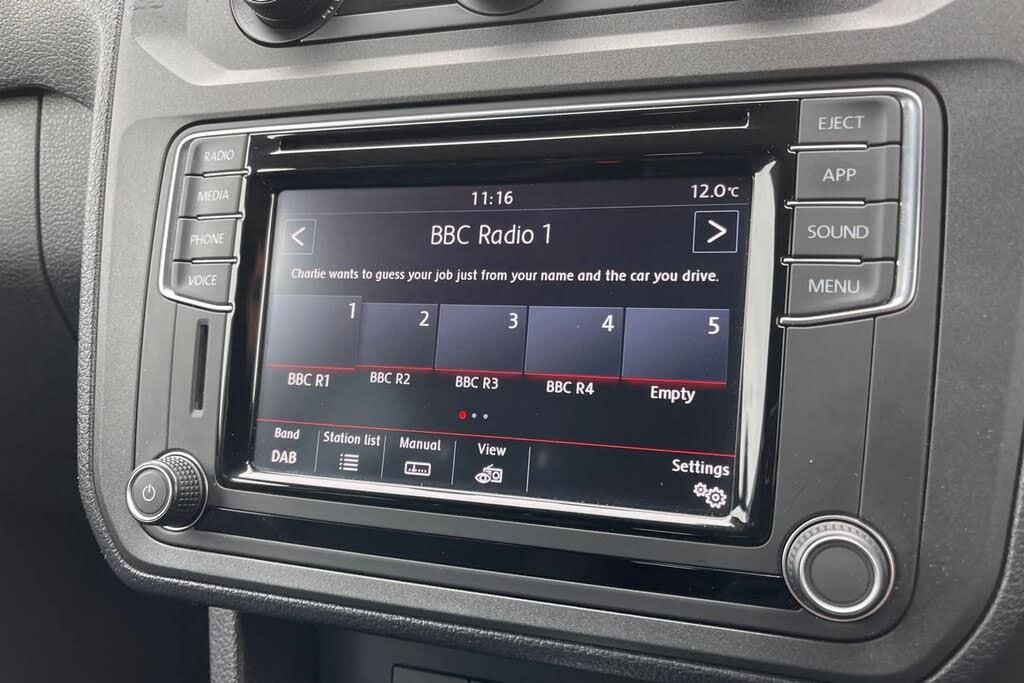 EJECT
RADIO
MEDIA
PHONE
VOICE
APP
SOUND
MENU
11:16
12.0°C
< BBC Radio 1 >
Charlie wants to guess your job just from your name and the car you drive.
1 2 3 4 5
BBC R1 BBC R2 BBC R3 BBC R4 Empty
Band Station list Manual View Settings
DAB